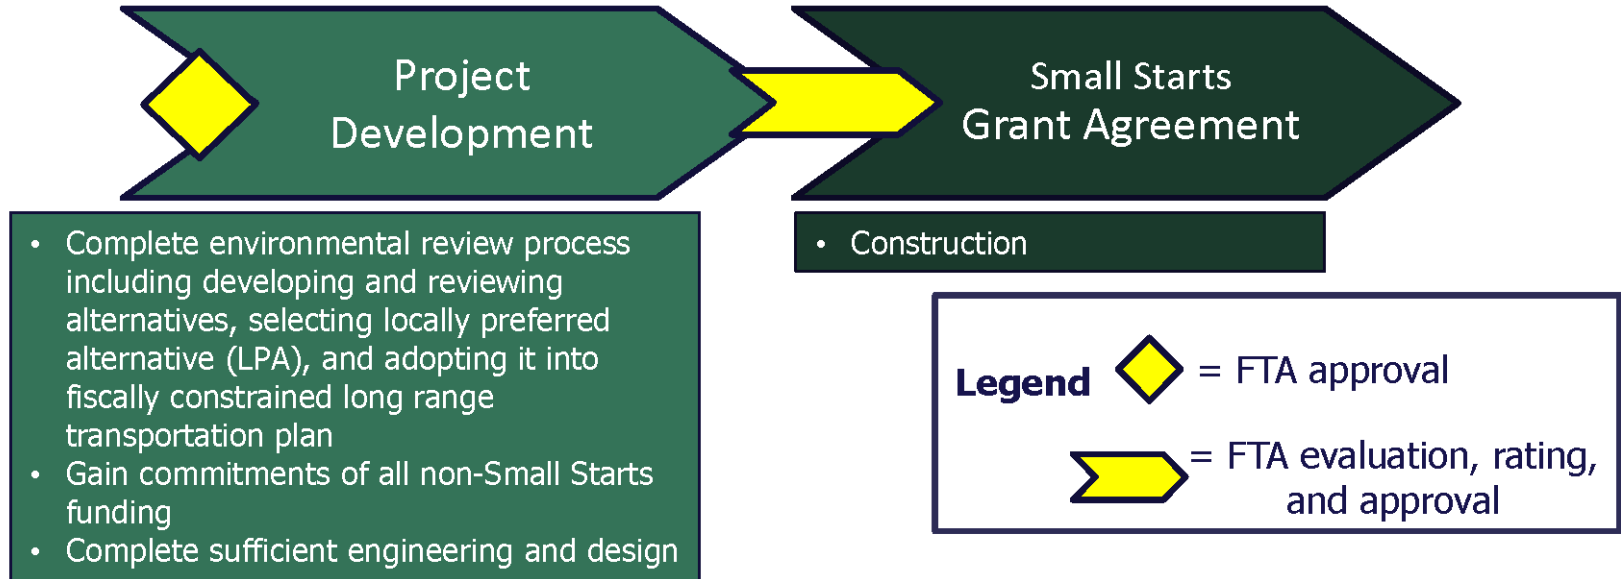 Project
Development
Small Starts
Grant Agreement
• Complete environmental review process
including developing and reviewing
alternatives, selecting locally preferred
alternative (LPA), and adopting it into
fiscally constrained long range
transportation plan
• Gain commitments of all non-Small Starts
funding
• Complete sufficient engineering and design
• Construction
Legend
= FTA approval
= FTA evaluation, rating,
and approval